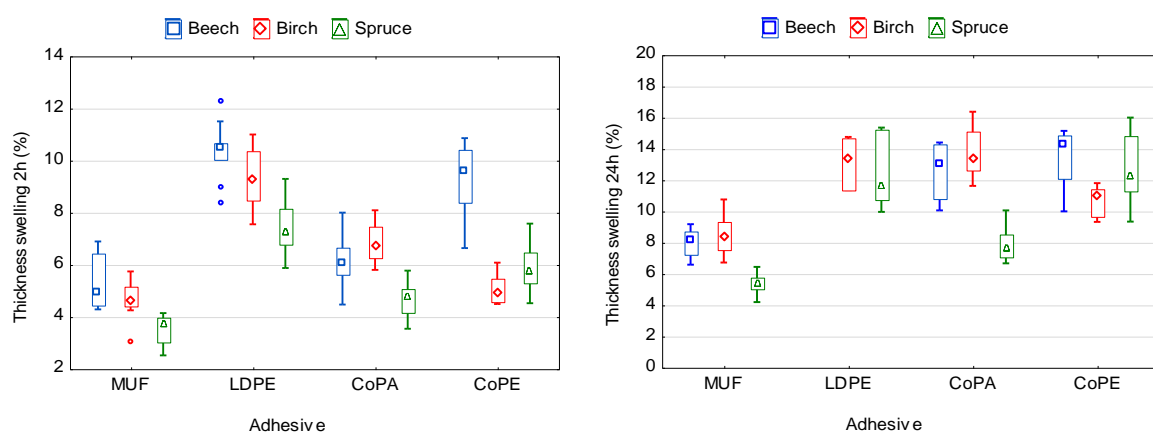 Beech Birch Spruce
Thickness swelling 2h (%)
14
12
10
8
6
4
2
MUF LDPE CoPA CoPE
Adhesive
Beech Birch Spruce
Thickness swelling 24h (%)
20
18
16
14
12
10
8
6
4
2
0
MUF LDPE CoPA CoPE
Adhesive